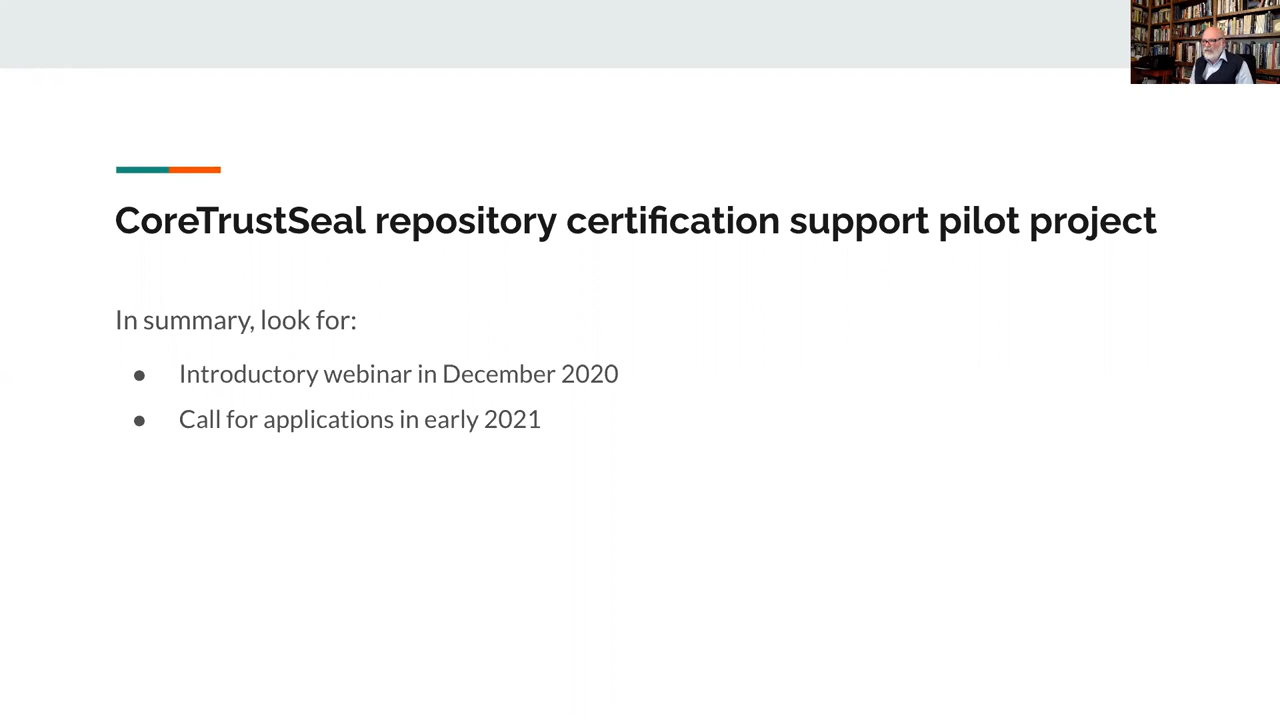 CoreTrustSeal repository certification support pilot project
In summary, look for:
● Introductory webinar in December 2020
● Call for applications in early 2021